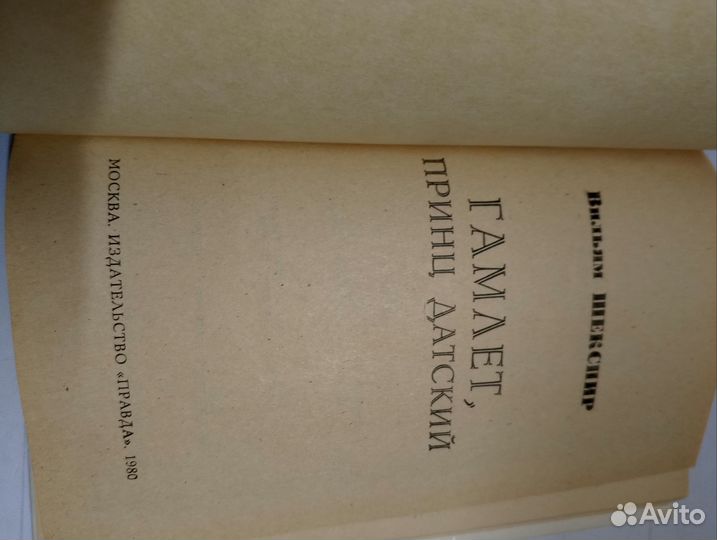 Вильям ШЕКСПИР
ГАМЛЕТ,
ПРИНЦ ДАТСКИЙ
МОСКВА. ИЗДАТЕЛЬСТВО «ПРАВДА». 1980
Avito